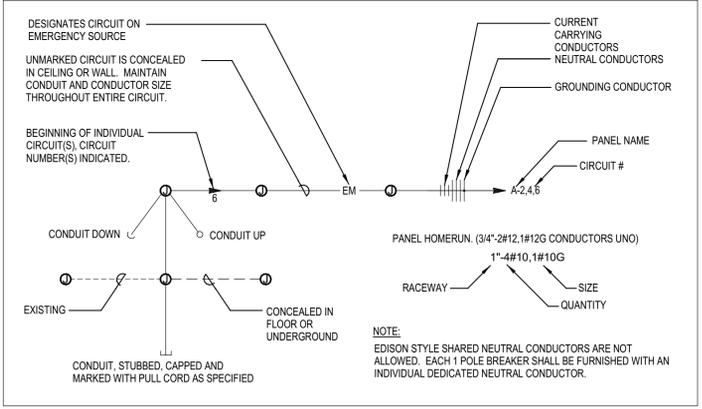 DESIGNATES CIRCUIT ON
EMERGENCY SOURCE
UNMARKED CIRCUIT IS CONCEALED
IN CEILING OR WALL. MAINTAIN
CONDUIT AND CONDUCTOR SIZE
THROUGHOUT ENTIRE CIRCUIT.
BEGINNING OF INDIVIDUAL
CIRCUIT(S), CIRCUIT
NUMBER(S) INDICATED.
CURRENT
CARRYING
CONDUCTORS
NEUTRAL CONDUCTORS
GROUNDING CONDUCTOR
PANEL NAME
CIRCUIT #
J
6
J
EM
J
A-2,4,6
CONDUIT DOWN
CONDUIT UP
J
J
J
EXISTING
CONCEALED IN
FLOOR OR
UNDERGROUND
CONDUIT, STUBBED, CAPPED AND
MARKED WITH PULL CORD AS SPECIFIED
PANEL HOMERUN. (3/4"-2#12,1#12G CONDUCTORS UNO)
1"-4#10,1#10G
RACEWAY
SIZE
QUANTITY
NOTE:
EDISON STYLE SHARED NEUTRAL CONDUCTORS ARE NOT
ALLOWED. EACH 1 POLE BREAKER SHALL BE FURNISHED WITH AN
INDIVIDUAL DEDICATED NEUTRAL CONDUCTOR.